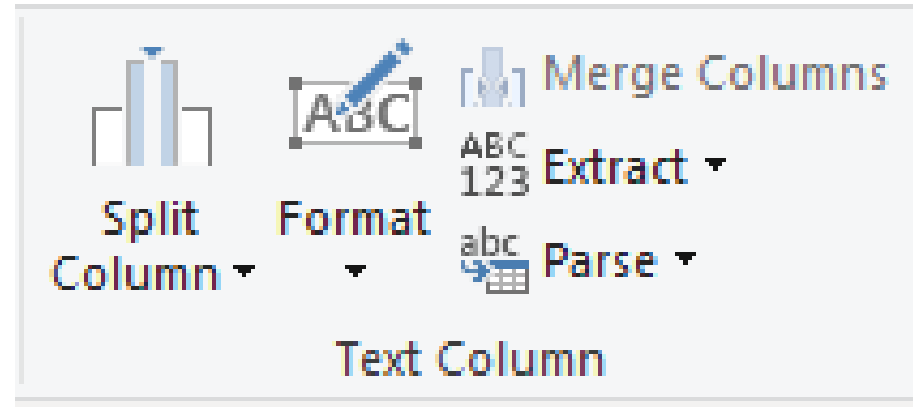 Split
Column
ABC
Format
Merge Columns
ABC
123
Extract
abc
Parse
Text Column